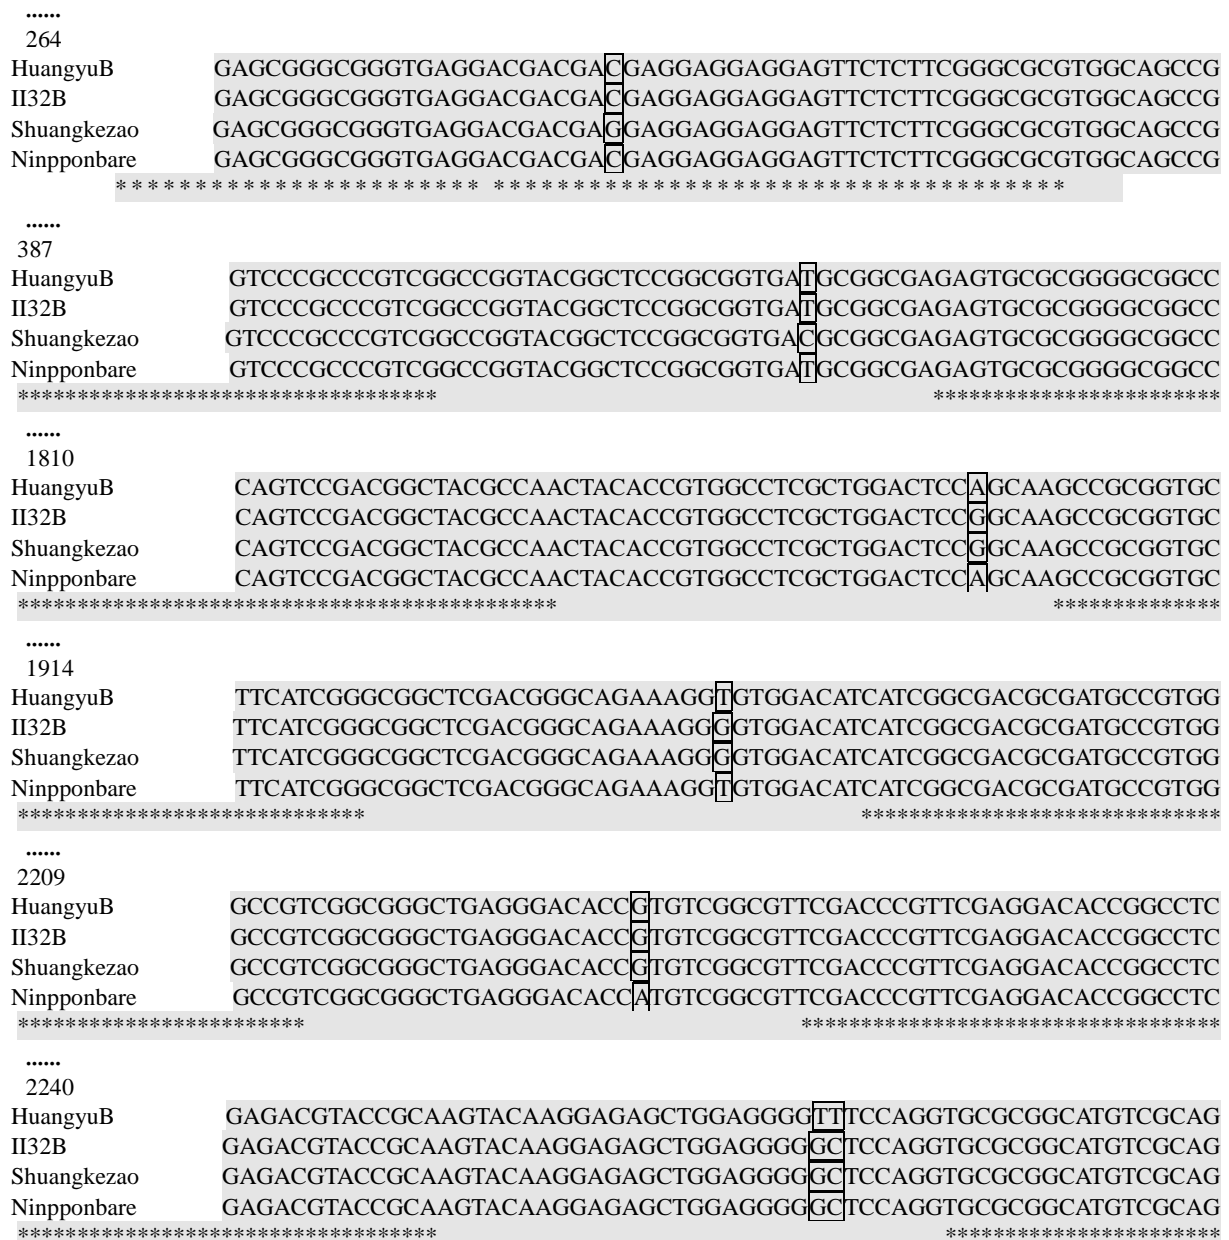 ......
264
HuangyuB GAGCGGGCGGGTGAGGACGACGACGAGGAGGAGGAGTTCTCTTCGGGCGCGTGGCAGCCG
II32B GAGCGGGCGGGTGAGGACGACGACGAGGAGGAGGAGTTCTCTTCGGGCGCGTGGCAGCCG
Shuangkezao GAGCGGGCGGGTGAGGACGACGAGGAGGAGGAGGAGTTCTCTTCGGGCGCGTGGCAGCCG
Ninpponbare GAGCGGGCGGGTGAGGACGACGACGAGGAGGAGGAGTTCTCTTCGGGCGCGTGGCAGCCG
* * * * * * * * * * * * * * * * * * * * * * * * * * * * * * * * * * * * * * * * * * * * * * * * * * * * * * * * * * *
......
387
HuangyuB GTCCCGCCCGTCGGCCGGTACGGCTCCGGCGGTGATGCGGCGAGAGTGCGCGGGGCGGCC
II32B GTCCCGCCCGTCGGCCGGTACGGCTCCGGCGGTGATGCGGCGAGAGTGCGCGGGGCGGCC
Shuangkezao GTCCCGCCCGTCGGCCGGTACGGCTCCGGCGGTGACGCGGCGAGAGTGCGCGGGGCGGCC
Ninpponbare GTCCCGCCCGTCGGCCGGTACGGCTCCGGCGGTGATGCGGCGAGAGTGCGCGGGGCGGCC
*********************************** ************************
......
1810
HuangyuB CAGTCCGACGGCTACGCCAACTACACCGTGGCCTCGCTGGACTCCAGCAAGCCGCGGTGC
II32B CAGTCCGACGGCTACGCCAACTACACCGTGGCCTCGCTGGACTCCGGCAAGCCGCGGTGC
Shuangkezao CAGTCCGACGGCTACGCCAACTACACCGTGGCCTCGCTGGACTCCGGCAAGCCGCGGTGC
Ninpponbare CAGTCCGACGGCTACGCCAACTACACCGTGGCCTCGCTGGACTCCAGCAAGCCGCGGTGC
********************************************* **************
......
1914
HuangyuB TTCATCGGGCGGCTCGACGGGCAGAAAGGTGTGGACATCATCGGCGACGCGATGCCGTGG
II32B TTCATCGGGCGGCTCGACGGGCAGAAAGGGGTGGACATCATCGGCGACGCGATGCCGTGG
Shuangkezao TTCATCGGGCGGCTCGACGGGCAGAAAGGGGTGGACATCATCGGCGACGCGATGCCGTGG
Ninpponbare TTCATCGGGCGGCTCGACGGGCAGAAAGGTGTGGACATCATCGGCGACGCGATGCCGTGG
***************************** ******************************
......
2209
HuangyuB GCCGTCGGCGGGCTGAGGGACACCGTGTCGGCGTTCGACCCGTTCGAGGACACCGGCCTC
II32B GCCGTCGGCGGGCTGAGGGACACCGTGTCGGCGTTCGACCCGTTCGAGGACACCGGCCTC
Shuangkezao GCCGTCGGCGGGCTGAGGGACACCGTGTCGGCGTTCGACCCGTTCGAGGACACCGGCCTC
Ninpponbare GCCGTCGGCGGGCTGAGGGACACCATGTCGGCGTTCGACCCGTTCGAGGACACCGGCCTC
************************ ***********************************
......
2240
HuangyuB GAGACGTACCGCAAGTACAAGGAGAGCTGGAGGGGTTTCCAGGTGCGCGGCATGTCGCAG
II32B GAGACGTACCGCAAGTACAAGGAGAGCTGGAGGGGGCTCCAGGTGCGCGGCATGTCGCAG
Shuangkezao GAGACGTACCGCAAGTACAAGGAGAGCTGGAGGGGGCTCCAGGTGCGCGGCATGTCGCAG
Ninpponbare GAGACGTACCGCAAGTACAAGGAGAGCTGGAGGGGGCTCCAGGTGCGCGGCATGTCGCAG
*********************************** ***********************